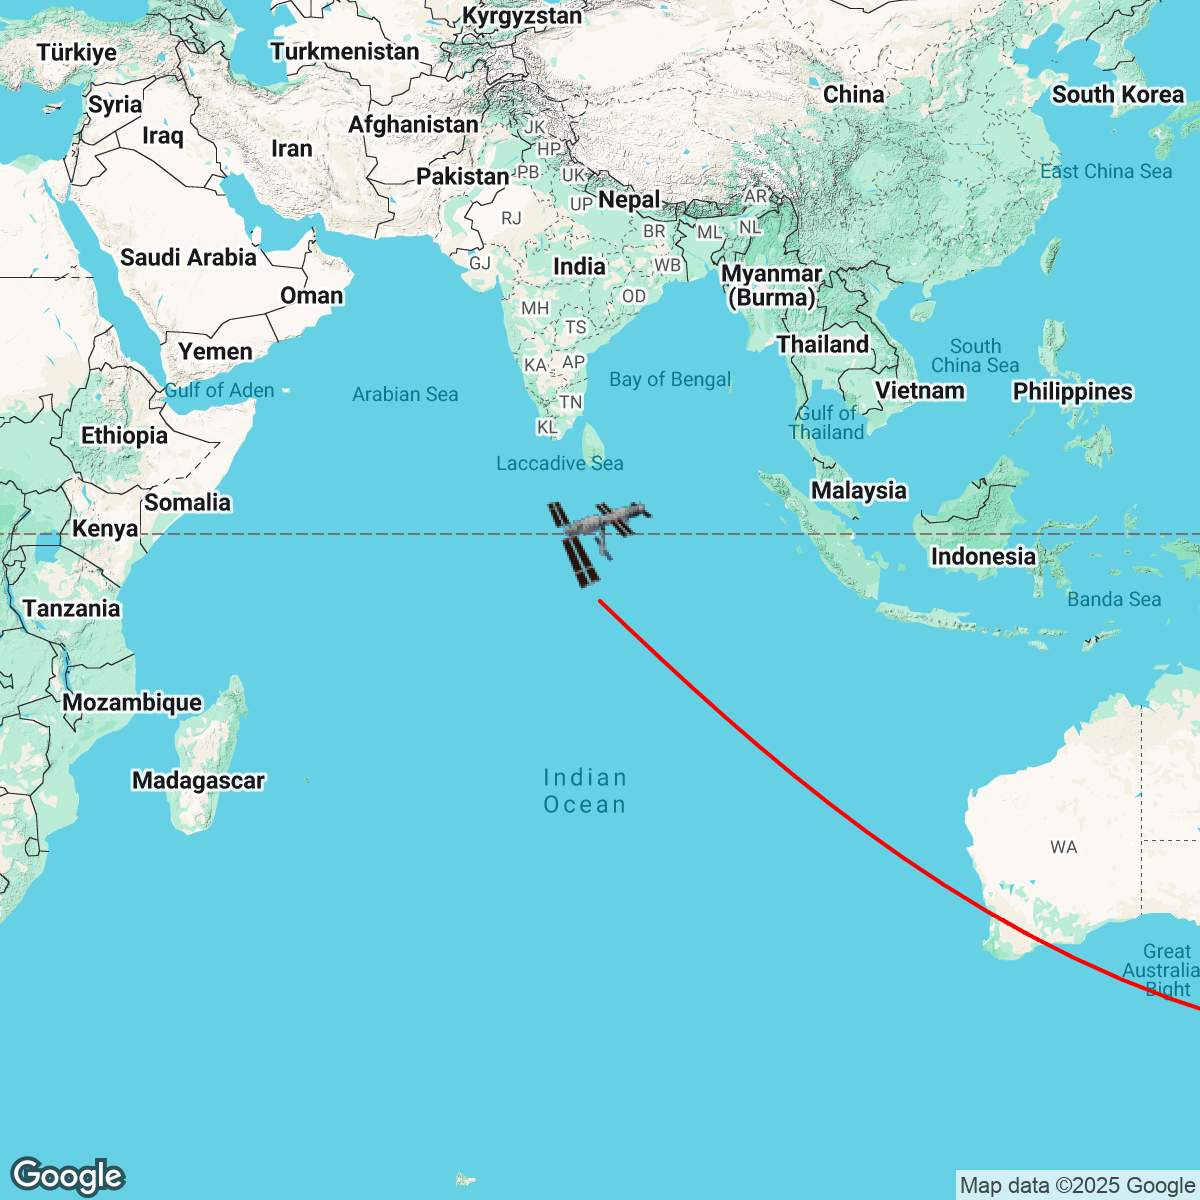 Kyrgyzstan
Türkiye
Turkmenistan
Syria
China
South Korea
Afghanistan
JK
Iraq
Iran
HP
East China Sea
Pakistan
PB
UK
AR
Nepal
UP
RJ
BR
ML
NL
Saudi Arabia
GJ
India
WB
Myanmar
(Burma)
Oman
MH
OD
TS
Thailand
South
China Sea
Yemen
KA
AP
Bay of Bengal
Gulf of Aden
Arabian Sea
Vietnam
Philippines
TN
Gulf of
Thailand
KL
Ethiopia
Laccadive Sea
Malaysia
Somalia
Kenya
Indonesia
Banda Sea
Tanzania
Mozambique
Madagascar
Indian
Ocean
WA
Great
Australia
Bight
Google
Map data ©2025 Google